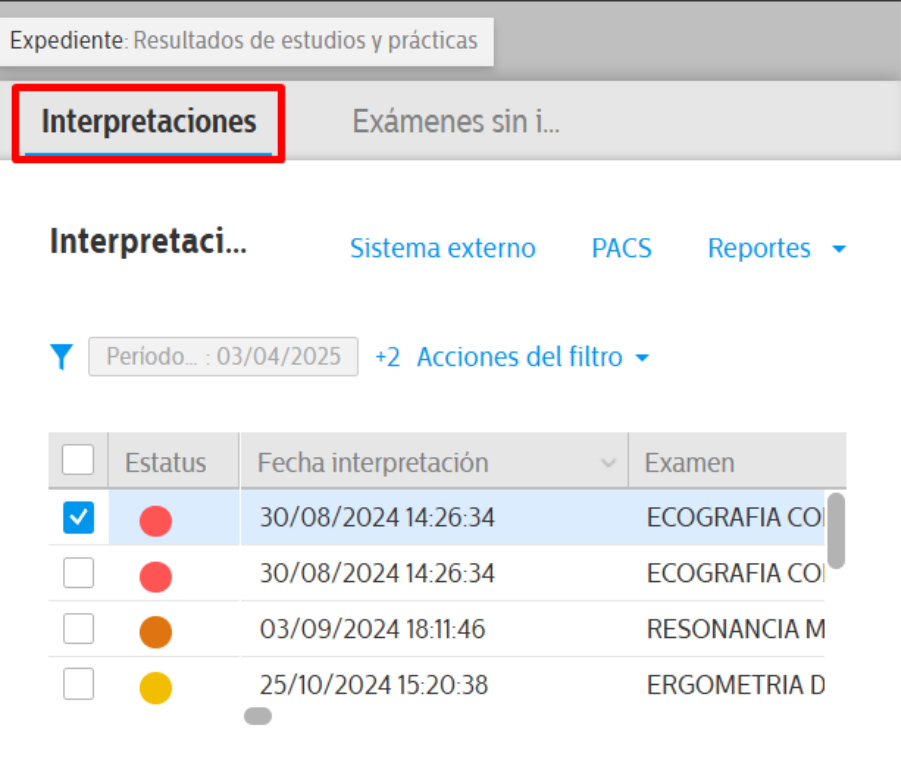 Expediente: Resultados de estudios y prácticas
Interpretaciones Exámenes sin i...
Interpretaci... Sistema externo PACS Reportes
Período... : 03/04/2025 +2 Acciones del filtro
Estatus Fecha interpretación Examen
30/08/2024 14:26:34 ECOGRAFIA CO
30/08/2024 14:26:34 ECOGRAFIA CO
03/09/2024 18:11:46 RESONANCIA M
25/10/2024 15:20:38 ERGOMETRIA D